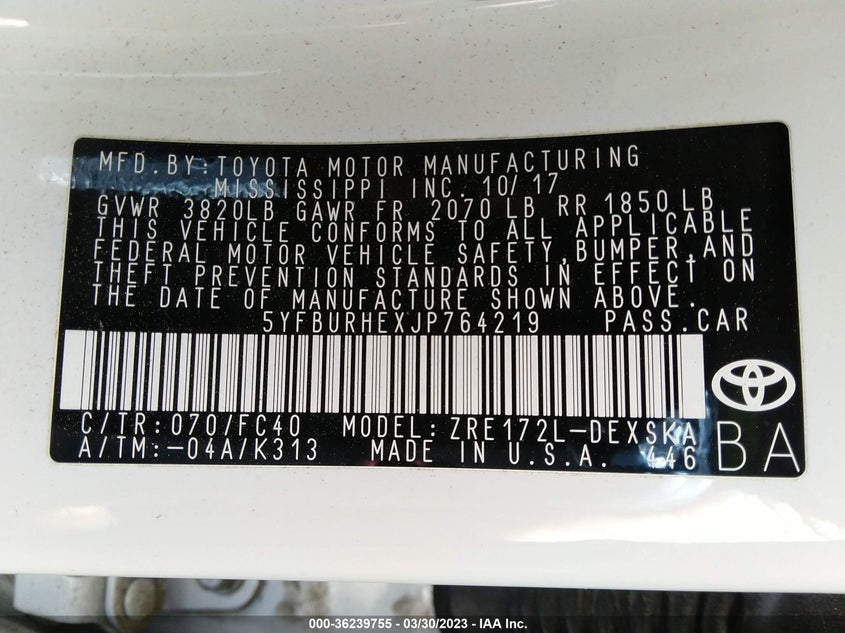 MFD.BY:TOYOTA MOTOR MANUFACTURING
MISSISSIPPI INC. 10/17
GVWR 3820LB GAWR FR 2070 LB RR 1850 LB
THIS VEHICLE CONFORMS TO ALL APPLICABLE
FEDERAL MOTOR VEHICLE SAFETY,BUMPER,AND
THEFT PREVENTION STANDARDS IN EFFECT ON
THE DATE OF MANUFACTURE SHOWN ABOVE.
5YFBURHEXJP764219 PASS.CAR
C/TR:070/FC40 MODEL:ZRE172L-DEXSKA
A/TM:-04A/K313 MADE IN U.S.A. 446 BA
000-36239755 - 03/30/2023 - IAA Inc.